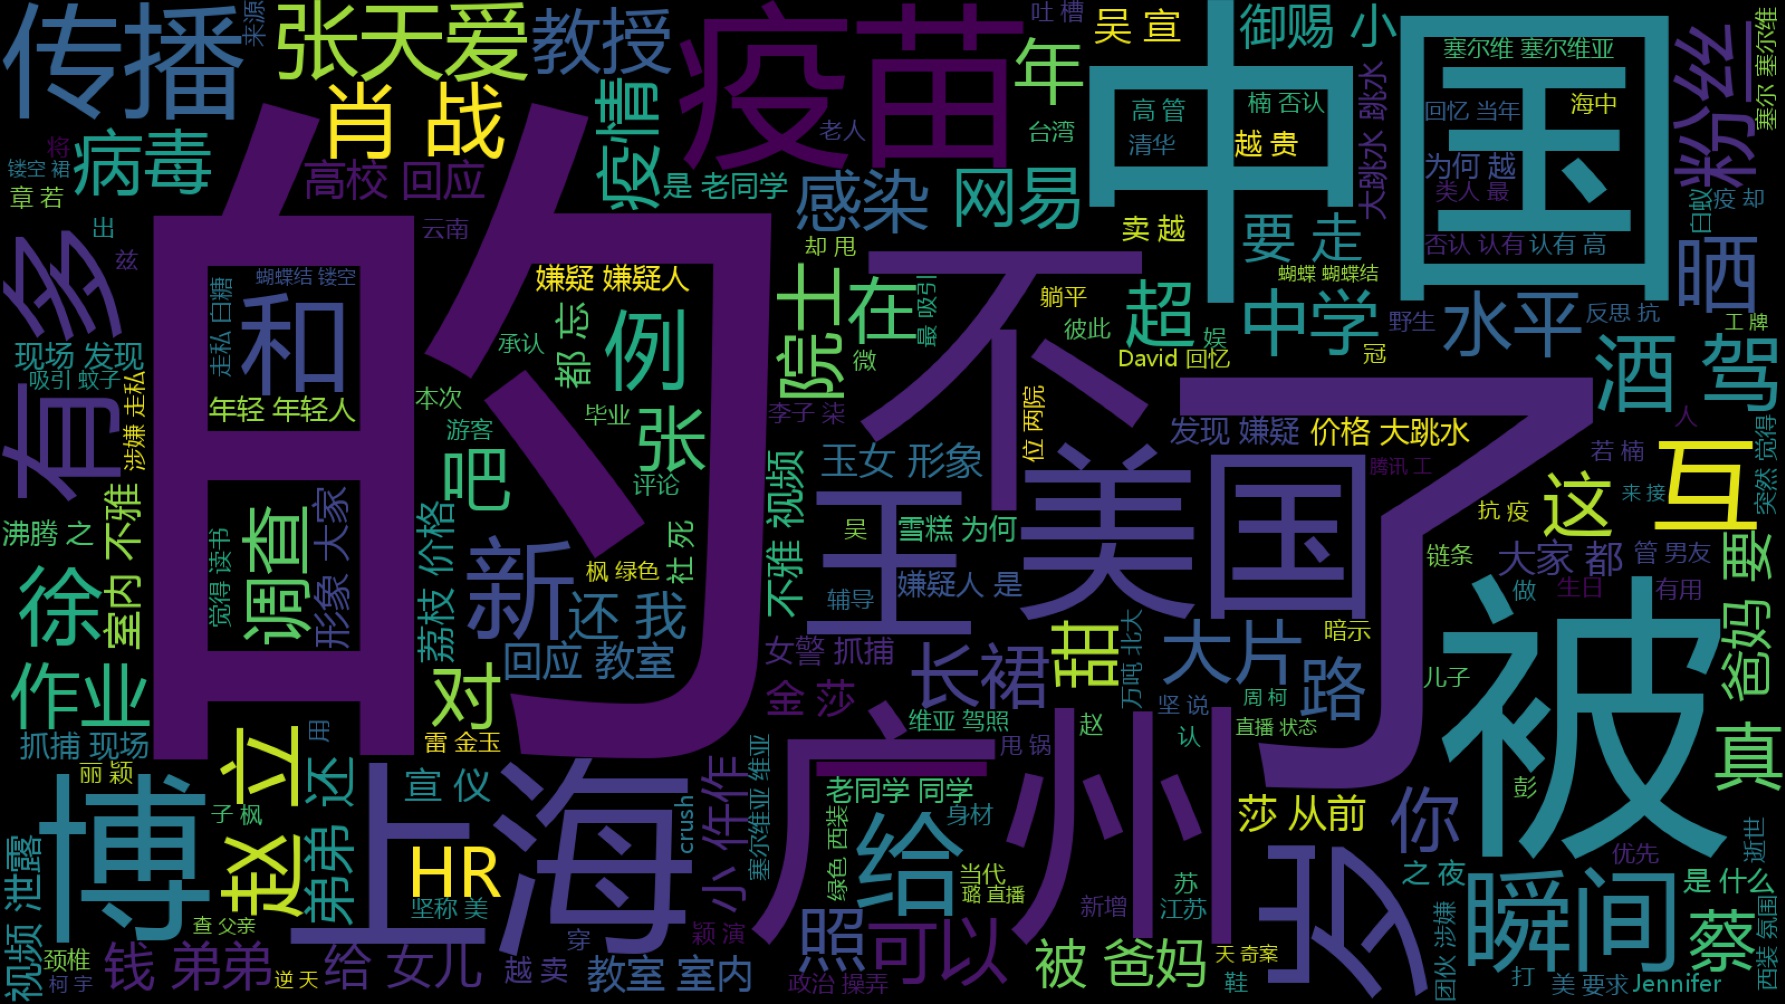 传播
来源
张天爱
教授
疫苗
吐 槽
吴 宣
御赐 小
中国
塞尔维 塞尔维亚
粉丝
塞尔 塞尔维
肖 战
疫情
年
高 管
楠 否认
大跳水 跳水
回忆 当年
海中
老人
台湾
清华
越 贵
病毒
将
镂空 裙
高校 回应
是 老同学
感染
网易
为何 越
类人 最
章 若
卖 越
白蚁
疫 却
出
云南
却 甩
要 走
否认 认有
认有 高
的
不
了
有多
兹
和
蝴蝶结 镂空
嫌疑 嫌疑人
院士
在
最 吸引
蝴蝶 蝴蝶结
晒
走私 白糖
都 忘
例
躺平
超
中学
野生
水平
反思 抗
工 牌
现场 发现
承认
彼此
娱
冠
酒 驾
吸引 蚊子
涉嫌 走私
微
David 回忆
年轻 年轻人
本次
毕业
张
李子 柒
位 两院
人
游客
吧
发现 嫌疑
价格 大跳水
若 楠
互
突然 觉得
评论
不雅 视频
玉女 形象
王
美国
腾讯 工
这
来 接
沸腾 之
室内 不雅
觉得 读书
调查
形象 大家
荔枝 价格
新
社 死
吴
雪糕 为何
抗 疫
徐
枫 绿色
嫌疑人 是
链条
大家 都
管 男友
爸妈 要
还 我
辅导
做
生日
有用
被
回应 教室
女警 抓捕
长裙
甜
万吨 北大
大片
暗示
作业
对
金 莎
路
儿子
抓捕 现场
雷 金玉
维亚 驾照
坚 说
周 柯
用
赵
认
直播 状态
真
丽 颖
赵 立
还
甩 锅
博
上海
宣 仪
小 仵作
塞尔维亚 维亚
广州
老同学 同学
彭
子 枫
crush
绿色 西装
身材
莎 从前
你
逝世
视频 泄露
弟弟
HR
给
当代
璐 直播
苏
江苏
岁
之 夜
优先
是 什么
瞬间
坚称 美
新增
查 父亲
颖 演
穿
照
可以
被 爸妈
天 奇案
团伙 涉嫌
蔡
西装 氛围
颈椎
柯 宇
钱 弟弟
逆 天
给 女儿
越 卖
教室 室内
政治 操弄
鞋
打
美 要求
Jennifer